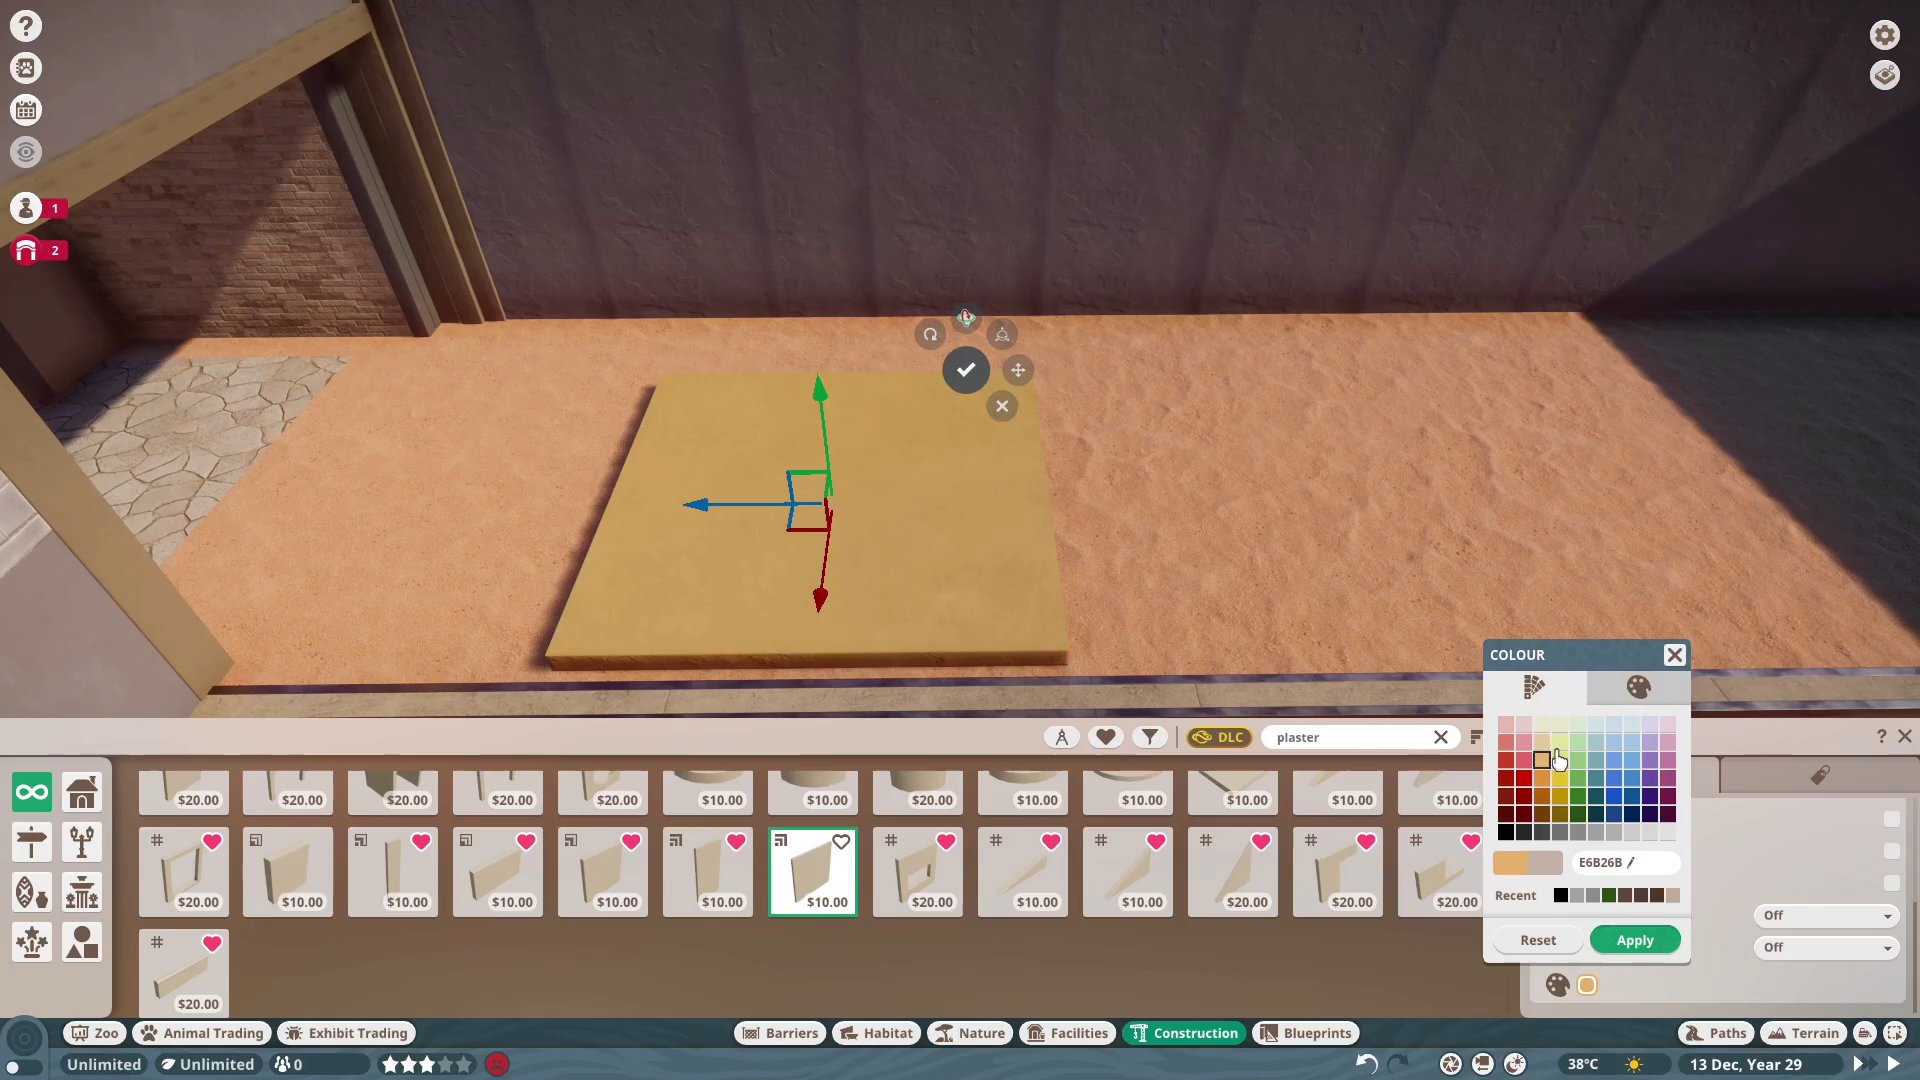 ?
1
2
DLC
plaster
?
COLOUR
$20.00 $20.00 $20.00 $20.00 $20.00 $10.00 $10.00 $20.00 $10.00 $10.00 $10.00 $10.00 $10.00
$20.00 $10.00 $10.00 $10.00 $10.00 $10.00 $10.00 $20.00 $10.00 $10.00 $20.00 $20.00 $20.00
$20.00
E6B26B
Recent
Reset Apply
Off
Off
Zoo Animal Trading Exhibit Trading Barriers Habitat Nature Facilities Construction Blueprints Paths Terrain
Unlimited Unlimited 0 38°C 13 Dec, Year 29